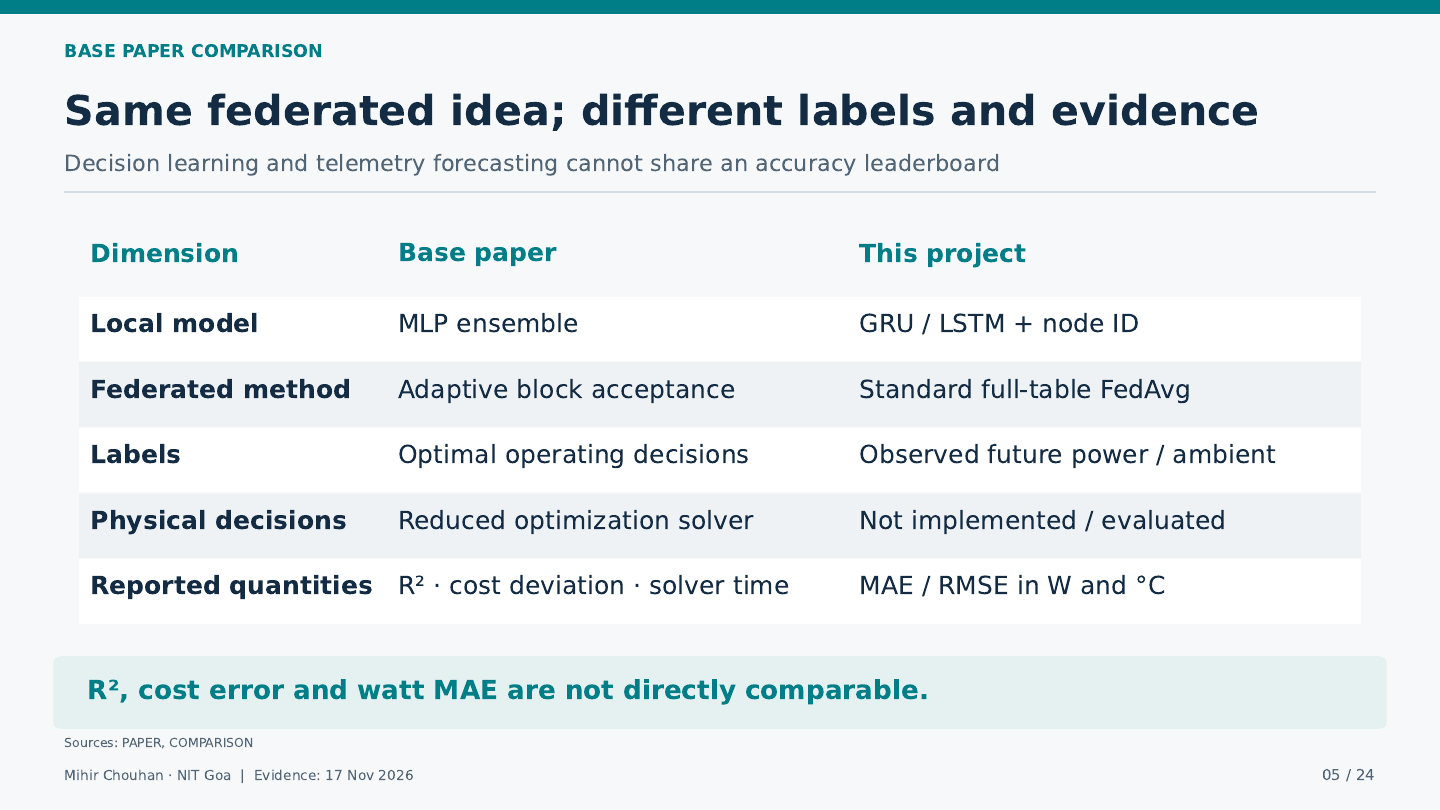 BASE PAPER COMPARISON
Same federated idea; different labels and evidence
Decision learning and telemetry forecasting cannot share an accuracy leaderboard
Dimension Base paper This project
Local model MLP ensemble GRU / LSTM + node ID
Federated method Adaptive block acceptance Standard full-table FedAvg
Labels Optimal operating decisions Observed future power / ambient
Physical decisions Reduced optimization solver Not implemented / evaluated
Reported quantities R² · cost deviation · solver time MAE / RMSE in W and °C
R², cost error and watt MAE are not directly comparable.
Sources: PAPER, COMPARISON
Mihir Chouhan · NIT Goa | Evidence: 17 Nov 2026 05 / 24